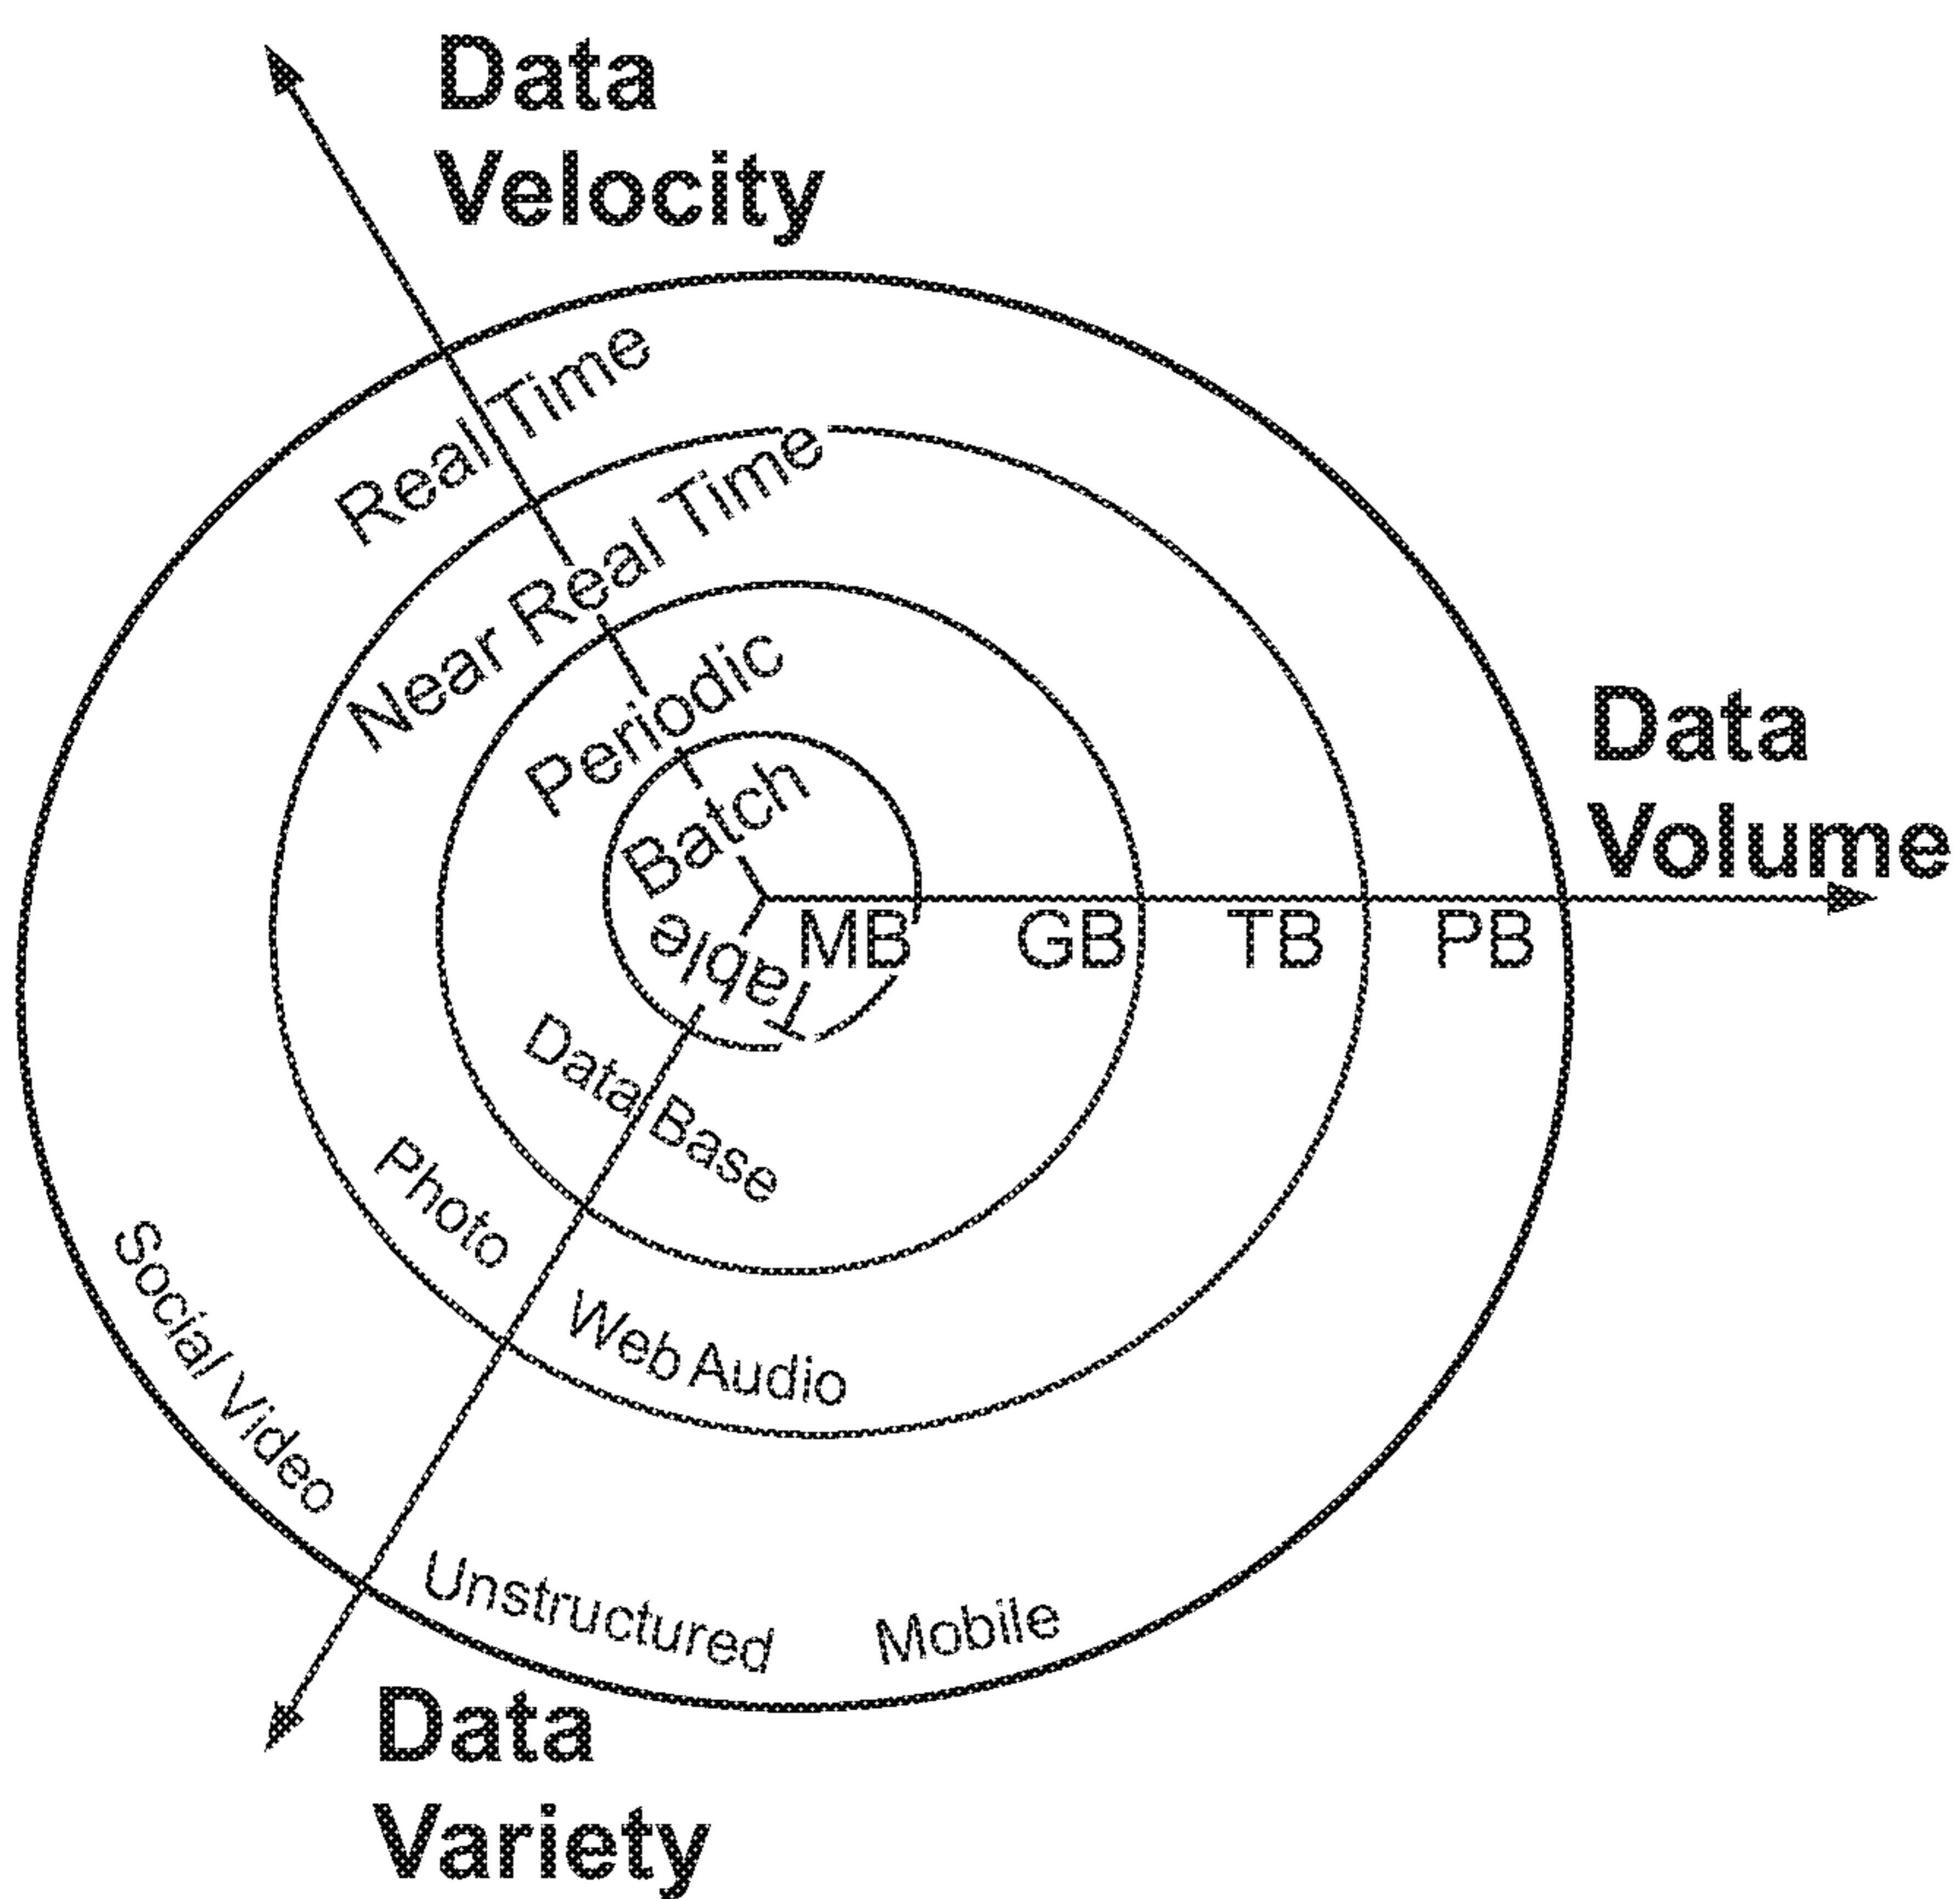 Data
Velocity
Real Time
Near Real Time
Periodic
Batch
Data
Volume
MB GB TB PB
Table
Data Base
Photo
Web Audio
Social Video
Unstructured Mobile
Data
Variety